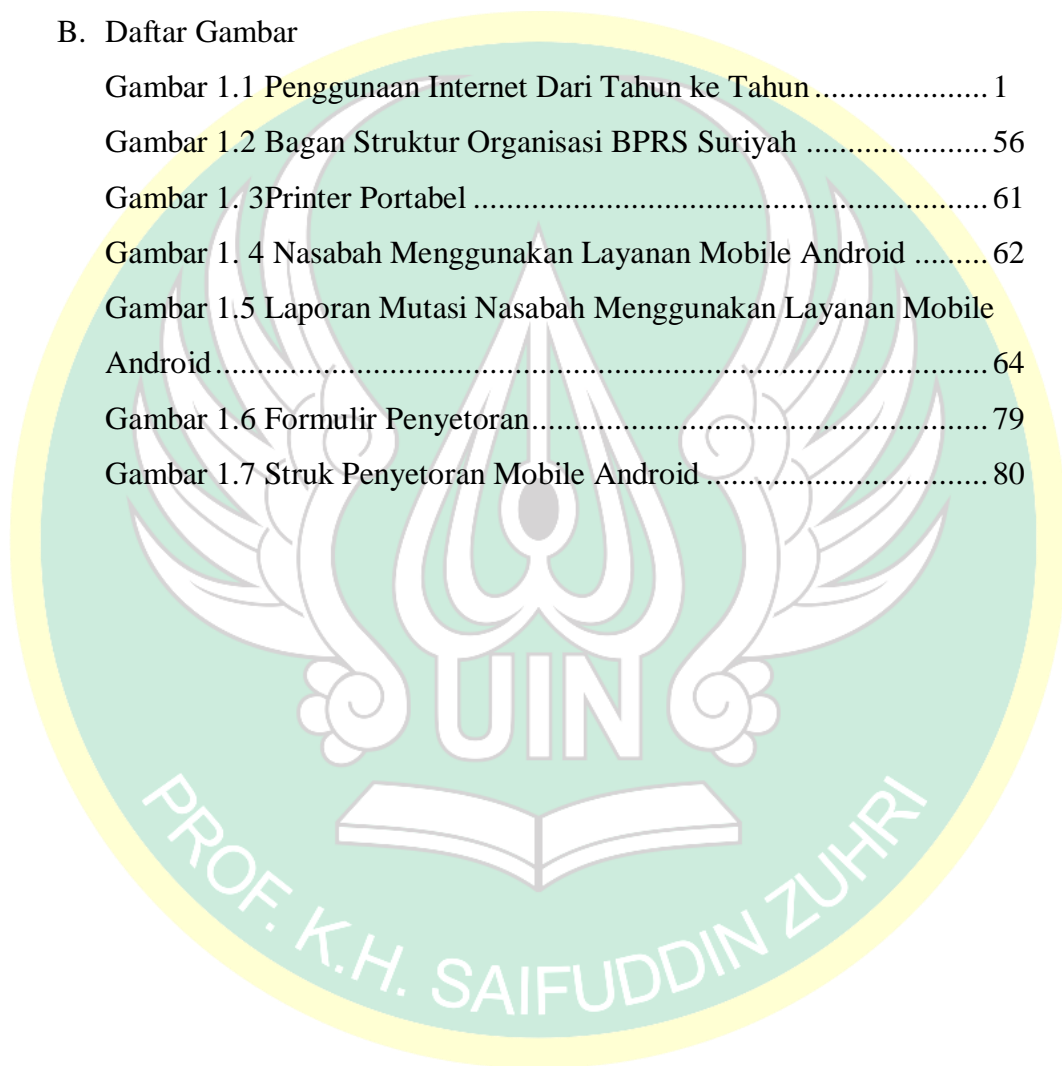 B. Daftar Gambar
Gambar 1.1 Penggunaan Internet Dari Tahun ke Tahun ..................... 1
Gambar 1.2 Bagan Struktur Organisasi BPRS Suriyah ...................... 56
Gambar 1. 3Printer Portabel .............................................................. 61
Gambar 1. 4 Nasabah Menggunakan Layanan Mobile Android ......... 62
Gambar 1.5 Laporan Mutasi Nasabah Menggunakan Layanan Mobile
Android ............................................................................................. 64
Gambar 1.6 Formulir Penyetoran....................................................... 79
Gambar 1.7 Struk Penyetoran Mobile Android .................................. 80
UIN
PROF. K.H. SAIFUDDIN ZUHRI